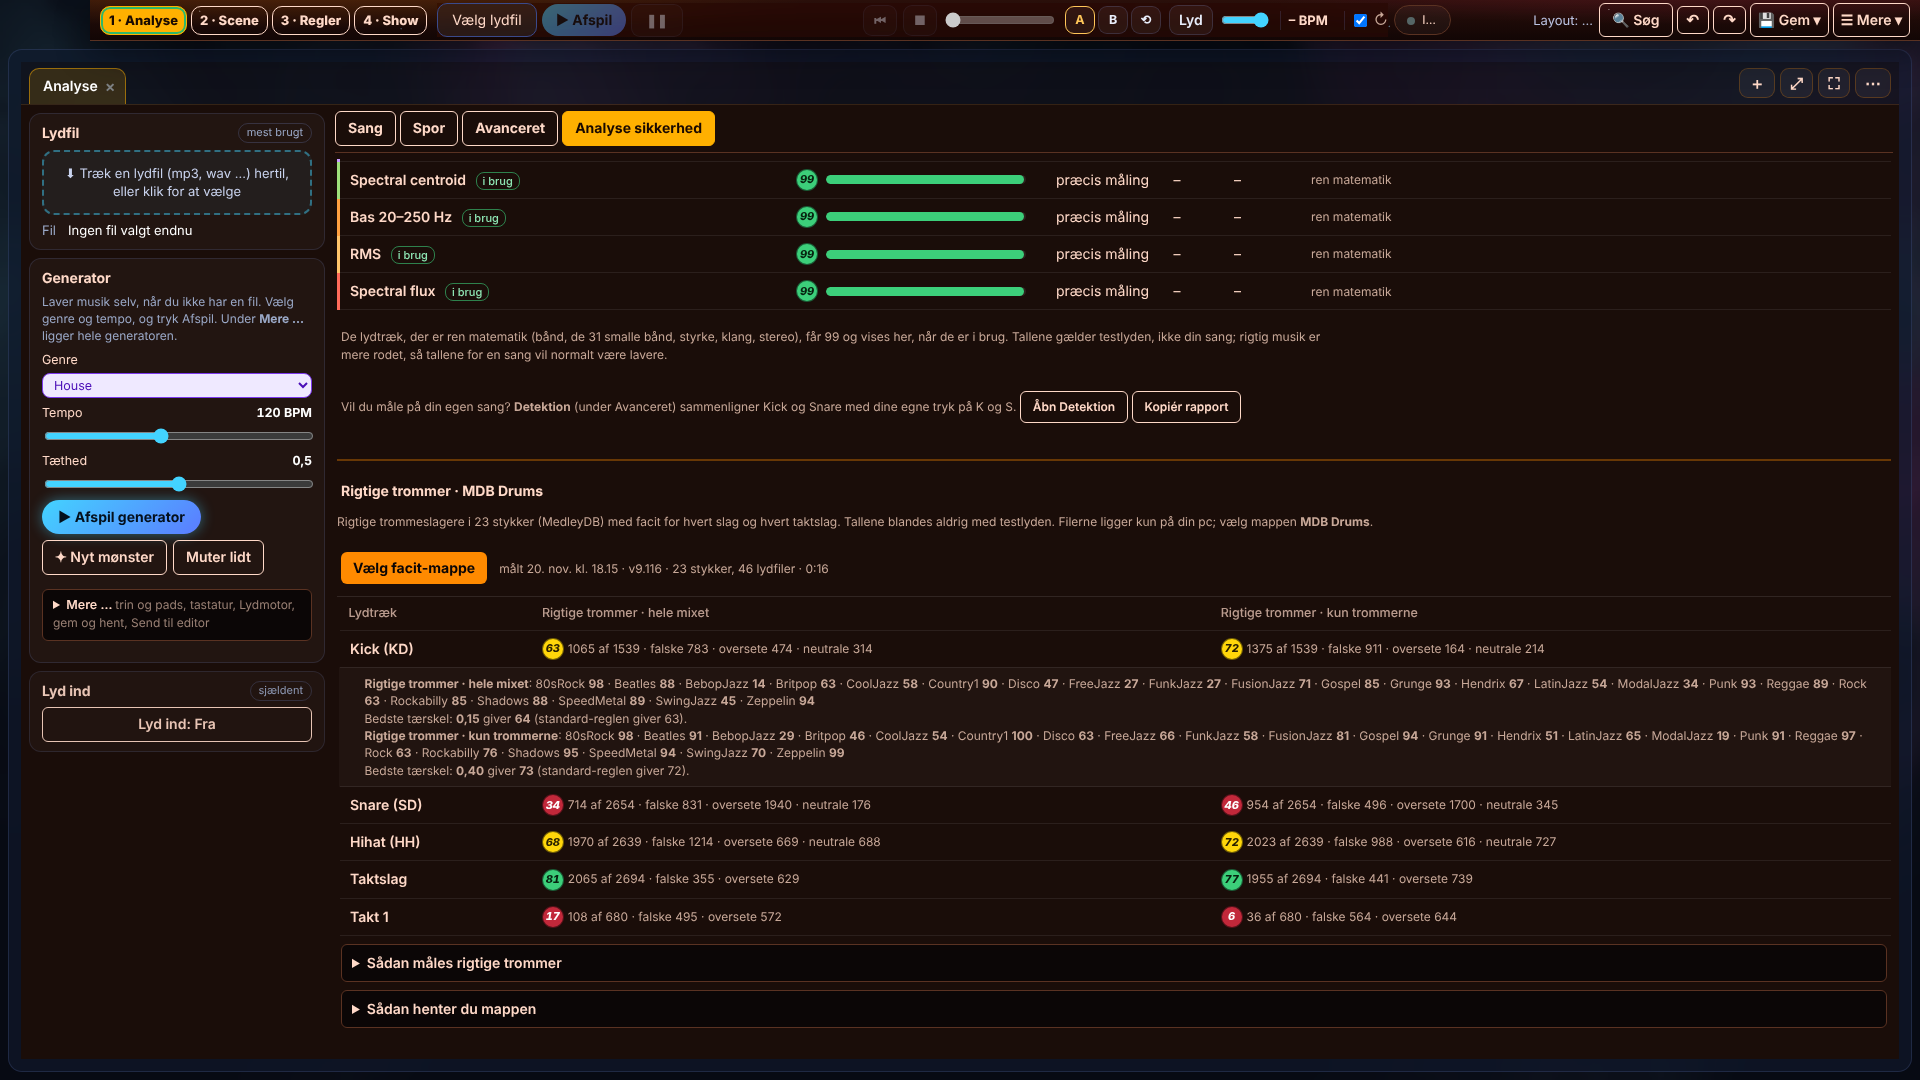 1 · Analyse 2 · Scene 3 · Regler 4 · Show Vælg lydfil ▶ Afspil A B Lyd – BPM I... Layout: ... Søg Gem ▾ ☰ Mere ▾
Analyse ×
Lydfil mest brugt
⬇ Træk en lydfil (mp3, wav ...) hertil,
eller klik for at vælge
Fil Ingen fil valgt endnu
Generator
Laver musik selv, når du ikke har en fil. Vælg
genre og tempo, og tryk Afspil. Under Mere ...
ligger hele generatoren.
Genre
House
Tempo 120 BPM
Tæthed 0,5
▶ Afspil generator
✦ Nyt mønster Muter lidt
▶ Mere ... trin og pads, tastatur, Lydmotor,
gem og hent, Send til editor
Lyd ind sjældent
Lyd ind: Fra
Sang Spor Avanceret Analyse sikkerhed
Spectral centroid i brug 99 præcis måling – – ren matematik
Bas 20–250 Hz i brug 99 præcis måling – – ren matematik
RMS i brug 99 præcis måling – – ren matematik
Spectral flux i brug 99 præcis måling – – ren matematik
De lydtræk, der er ren matematik (bånd, de 31 smalle bånd, styrke, klang, stereo), får 99 og vises her, når de er i brug. Tallene gælder testlyden, ikke din sang; rigtig musik er
mere rodet, så tallene for en sang vil normalt være lavere.
Vil du måle på din egen sang? Detektion (under Avanceret) sammenligner Kick og Snare med dine egne tryk på K og S. Åbn Detektion Kopiér rapport
Rigtige trommer · MDB Drums
Rigtige trommeslagere i 23 stykker (MedleyDB) med facit for hvert slag og hvert taktslag. Tallene blandes aldrig med testlyden. Filerne ligger kun på din pc; vælg mappen MDB Drums.
Vælg facit-mappe målt 20. nov. kl. 18.15 · v9.116 · 23 stykker, 46 lydfiler · 0:16
Lydtræk Rigtige trommer · hele mixet Rigtige trommer · kun trommerne
Kick (KD) 63 1065 af 1539 · falske 783 · oversete 474 · neutrale 314 72 1375 af 1539 · falske 911 · oversete 164 · neutrale 214
Rigtige trommer · hele mixet: 80sRock 98 · Beatles 88 · BebopJazz 14 · Britpop 63 · CoolJazz 58 · Country1 90 · Disco 47 · FreeJazz 27 · FunkJazz 27 · FusionJazz 71 · Gospel 85 · Grunge 93 · Hendrix 67 · LatinJazz 54 · ModalJazz 34 · Punk 93 · Reggae 89 · Rock
63 · Rockabilly 85 · Shadows 88 · SpeedMetal 89 · SwingJazz 45 · Zeppelin 94
Bedste tærskel: 0,15 giver 64 (standard-reglen giver 63).
Rigtige trommer · kun trommerne: 80sRock 98 · Beatles 91 · BebopJazz 29 · Britpop 46 · CoolJazz 54 · Country1 100 · Disco 63 · FreeJazz 66 · FunkJazz 58 · FusionJazz 81 · Gospel 94 · Grunge 91 · Hendrix 51 · LatinJazz 65 · ModalJazz 19 · Punk 91 · Reggae 97 ·
Rock 63 · Rockabilly 76 · Shadows 95 · SpeedMetal 94 · SwingJazz 70 · Zeppelin 99
Bedste tærskel: 0,40 giver 73 (standard-reglen giver 72).
Snare (SD) 34 714 af 2654 · falske 831 · oversete 1940 · neutrale 176 46 954 af 2654 · falske 496 · oversete 1700 · neutrale 345
Hihat (HH) 68 1970 af 2639 · falske 1214 · oversete 669 · neutrale 688 72 2023 af 2639 · falske 988 · oversete 616 · neutrale 727
Taktslag 81 2065 af 2694 · falske 355 · oversete 629 77 1955 af 2694 · falske 441 · oversete 739
Takt 1 17 108 af 680 · falske 495 · oversete 572 6 36 af 680 · falske 564 · oversete 644
▶ Sådan måles rigtige trommer
▶ Sådan henter du mappen